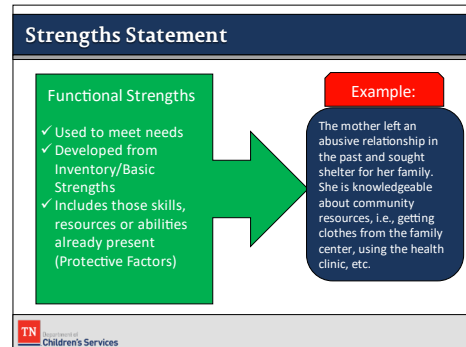 Strengths Statement
Functional Strengths
✓ Used to meet needs
✓ Developed from
Inventory/Basic
Strengths
✓ Includes those skills,
resources or abilities
already present
(Protective Factors)
Example:
The mother left an
abusive relationship in
the past and sought
shelter for her family.
She is knowledgeable
about community
resources, i.e., getting
clothes from the family
center, using the health
clinic, etc.
TN
Department of
Children's Services